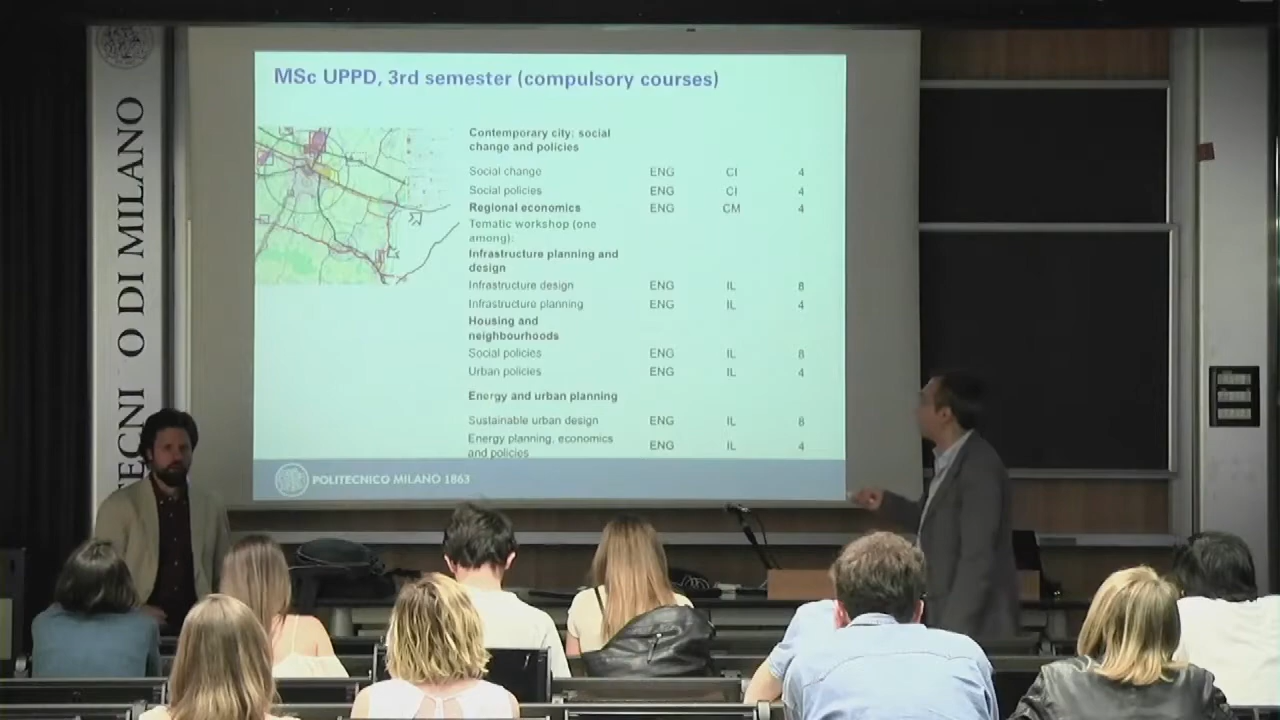 MSc UPPD, 3rd semester (compulsory courses)
Contemporary city: social
change and policies
Social change ENG CI 4
Social policies ENG CI 4
Regional economics ENG CM 4
Tematic workshop (one
among):
Infrastructure planning and
design
Infrastructure design ENG IL 8
Infrastructure planning ENG IL 4
Housing and
neighbourhoods
Social policies ENG IL 8
Urban policies ENG IL 4
Energy and urban planning
Sustainable urban design ENG IL 8
Energy planning, economics
and policies ENG IL 4
POLITECNICO MILANO 1863
TECNI O DI MILANO